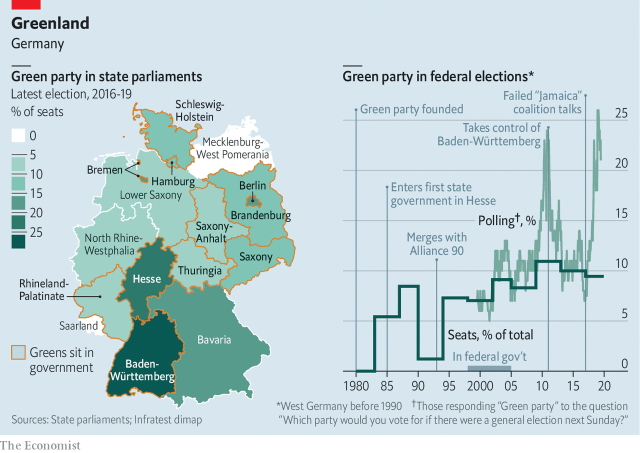 Greenland
Germany
Green party in state parliaments
Latest election, 2016-19
% of seats
0
5
10
15
20
25
Schleswig-
Holstein
Mecklenburg-
West Pomerania
Bremen
Hamburg
Lower Saxony
Berlin
Brandenburg
Saxony-
Anhalt
North Rhine-
Westphalia
Hesse
Thuringia
Saxony
Rhineland-
Palatinate
Saarland
Bavaria
Baden-
Württemberg
Greens sit in
government
Sources: State parliaments; Infratest dimap
Green party in federal elections*
Failed “Jamaica”
coalition talks
Green party founded
Takes control of
Baden-Württemberg
Enters first state
government in Hesse
Polling†, %
Merges with
Alliance 90
Seats, % of total
In federal gov’t
25
20
15
10
5
0
1980 85 90 95 2000 05 10 15 20
*West Germany before 1990 †Those responding “Green party” to the question
“Which party would you vote for if there were a general election next Sunday?”
The Economist